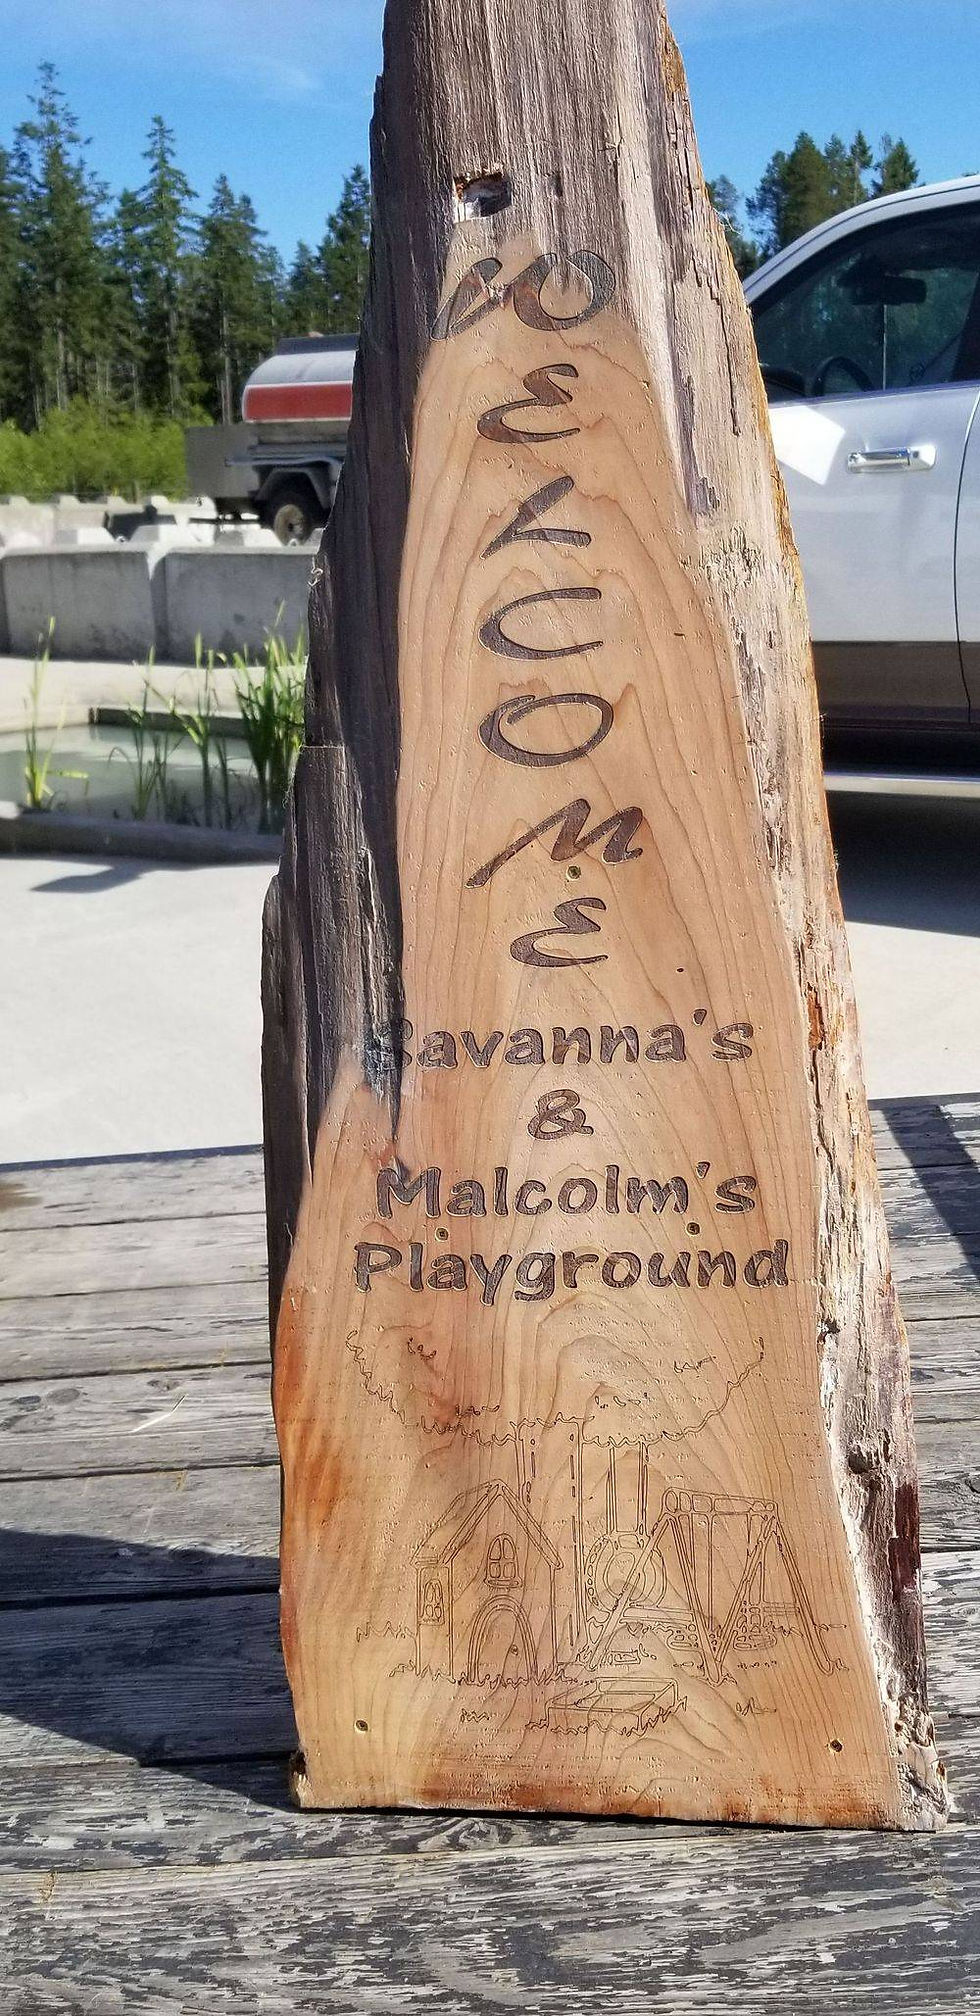 WELCOME
Savanna's
&
Malcolm's
Playground